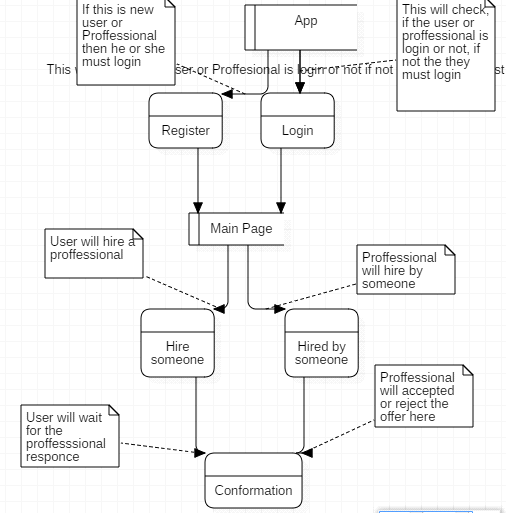 If this is new
user or
Proffessional
then he or she
must login
App
This will check,
if the user or
proffessional is
login or not, if
not the they
must login
This
ser or Proffesional is login or not if not
st
Register
Login
Main Page
User will hire a
proffessional
Proffessional
will hire by
someone
Hire
someone
Hired by
someone
Proffessional
will accepted
or reject the
offer here
User will wait
for the
proffesssional
responce
Conformation